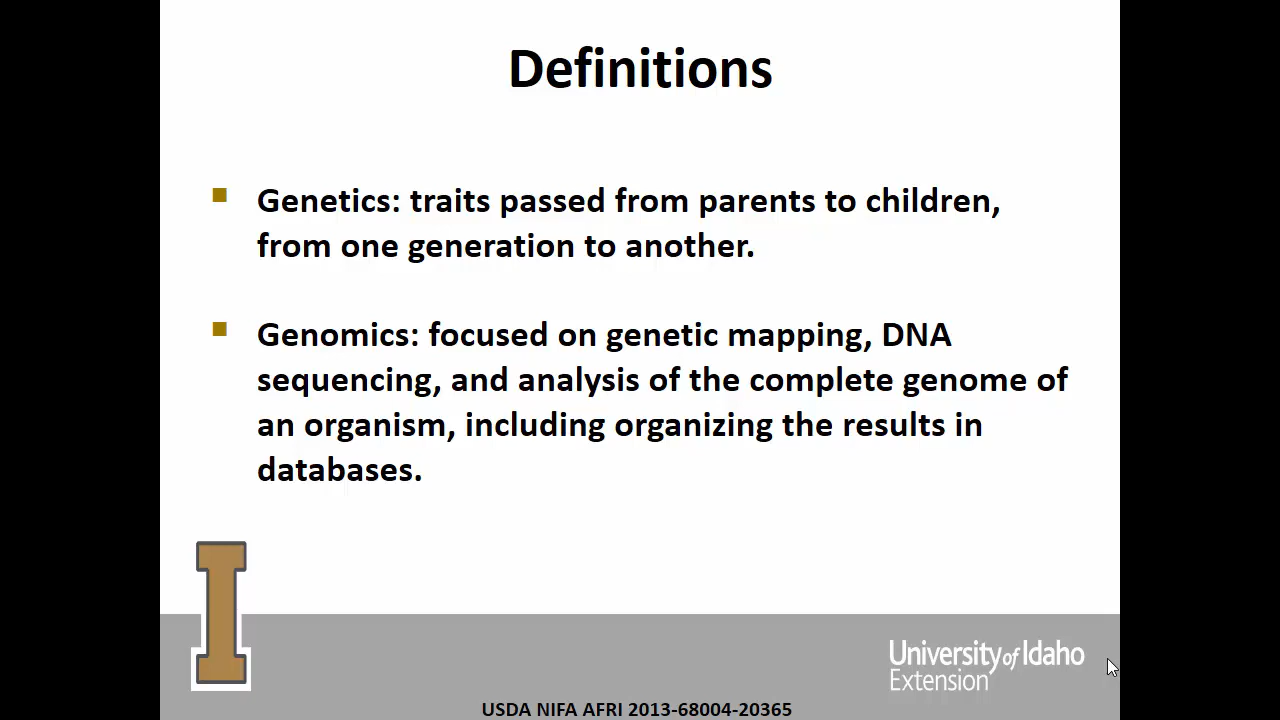 Definitions
Genetics: traits passed from parents to children,
from one generation to another.
Genomics: focused on genetic mapping, DNA
sequencing, and analysis of the complete genome of
an organism, including organizing the results in
databases.
I
University of Idaho
Extension
USDA NIFA AFRI 2013-68004-20365